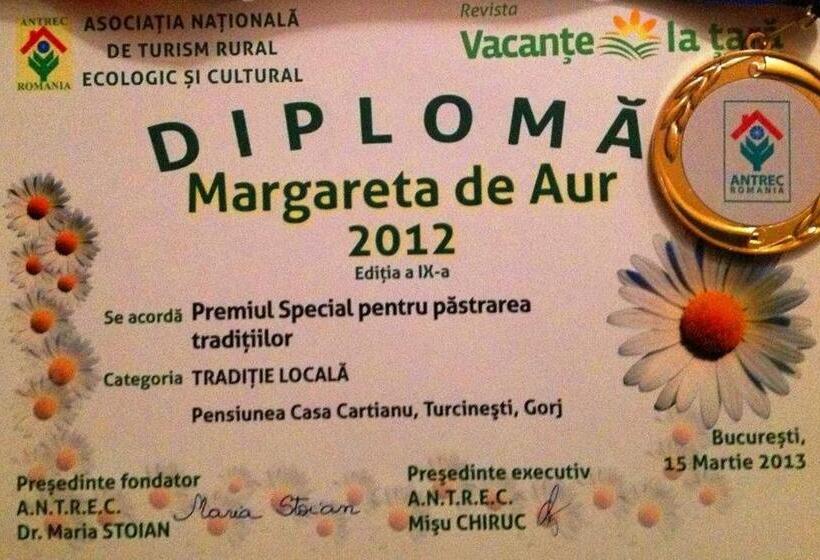 ANTREC
ROMANIA
ASOCIAȚIA NAȚIONALĂ
DE TURISM RURAL
ECOLOGIC ȘI CULTURAL
Revista
Vacanțe la țară
DIPLOMĂ
ANTREC
ROMANIA
Margareta de Aur
2012
Ediția a IX-a
Se acordă Premiul Special pentru păstrarea
tradițiilor
Categoria TRADIȚIE LOCALĂ
Pensiunea Casa Cartianu, Turcinești, Gorj
București,
15 Martie 2013
Președinte fondator
A.N.T.R.E.C.
Dr. Maria STOIAN
Maria Stoian
Președinte executiv
A.N.T.R.E.C.
Mișu CHIRUC